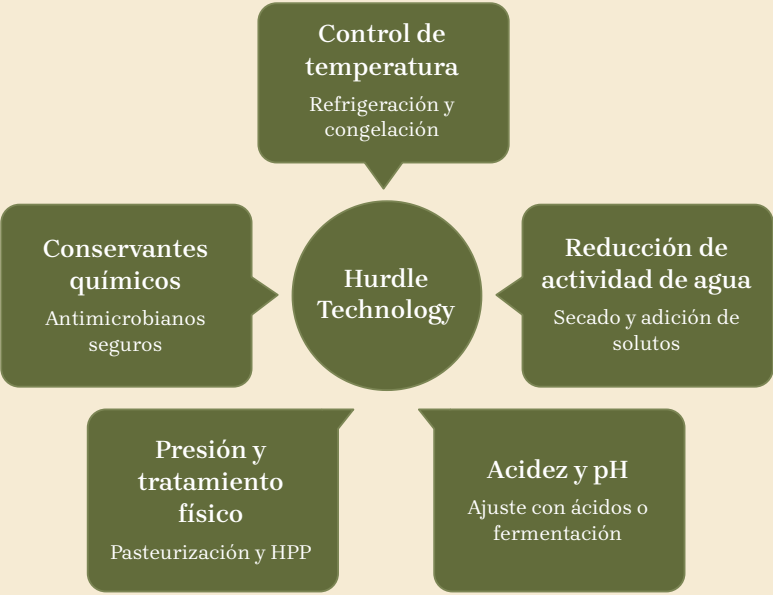 Control de
temperatura
Refrigeración y
congelación
Conservantes
químicos
Antimicrobianos
seguros
Hurdle
Technology
Reducción de
actividad de agua
Secado y adición de
solutos
Presión y
tratamiento
físico
Pasteurización y HPP
Acidez y pH
Ajuste con ácidos o
fermentación